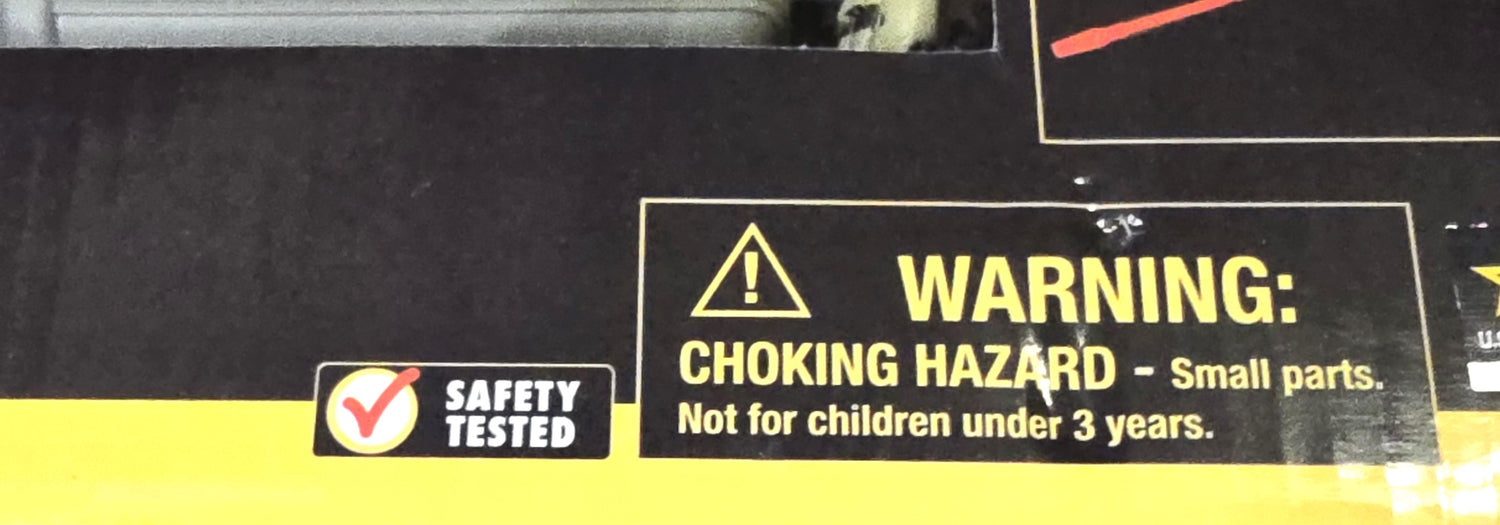 WARNING:
CHOKING HAZARD - Small parts.
Not for children under 3 years.
SAFETY
TESTED